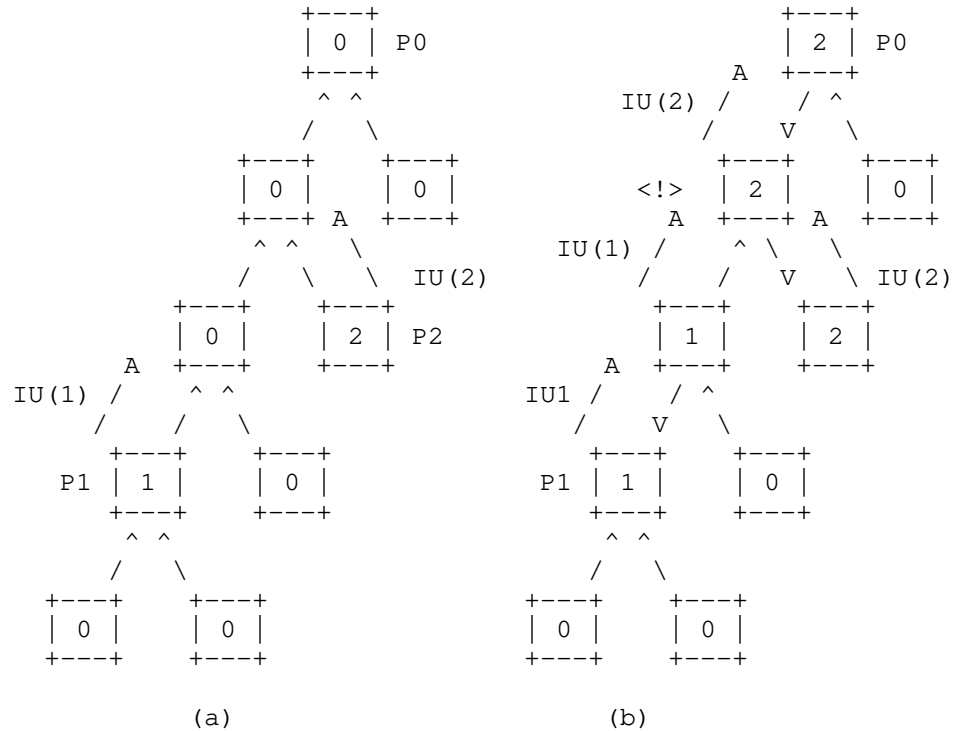 +---+ +---+
| 0 | P0 | 2 | P0
+---+ A +---+
^ ^ IU(2) / / ^
/ \ / V \
+---+ +---+ +---+ +---+
| 0 | | 0 | <!> | 2 | | 0 |
+---+ A +---+ A +---+ A +---+
^ ^ \ IU(1) / ^ \ \
/ \ \ IU(2) / / V \ IU(2)
+---+ +---+ +---+ +---+
| 0 | | 2 | P2 | 1 | | 2 |
A +---+ +---+ A +---+ +---+
IU(1) / ^ ^ IU1 / / ^
/ / \ / V \
+---+ +---+ +---+ +---+
P1 | 1 | | 0 | P1 | 1 | | 0 |
+---+ +---+ +---+ +---+
^ ^ ^ ^
/ \ / \
+---+ +---+ +---+ +---+
| 0 | | 0 | | 0 | | 0 |
+---+ +---+ +---+ +---+
(a) (b)